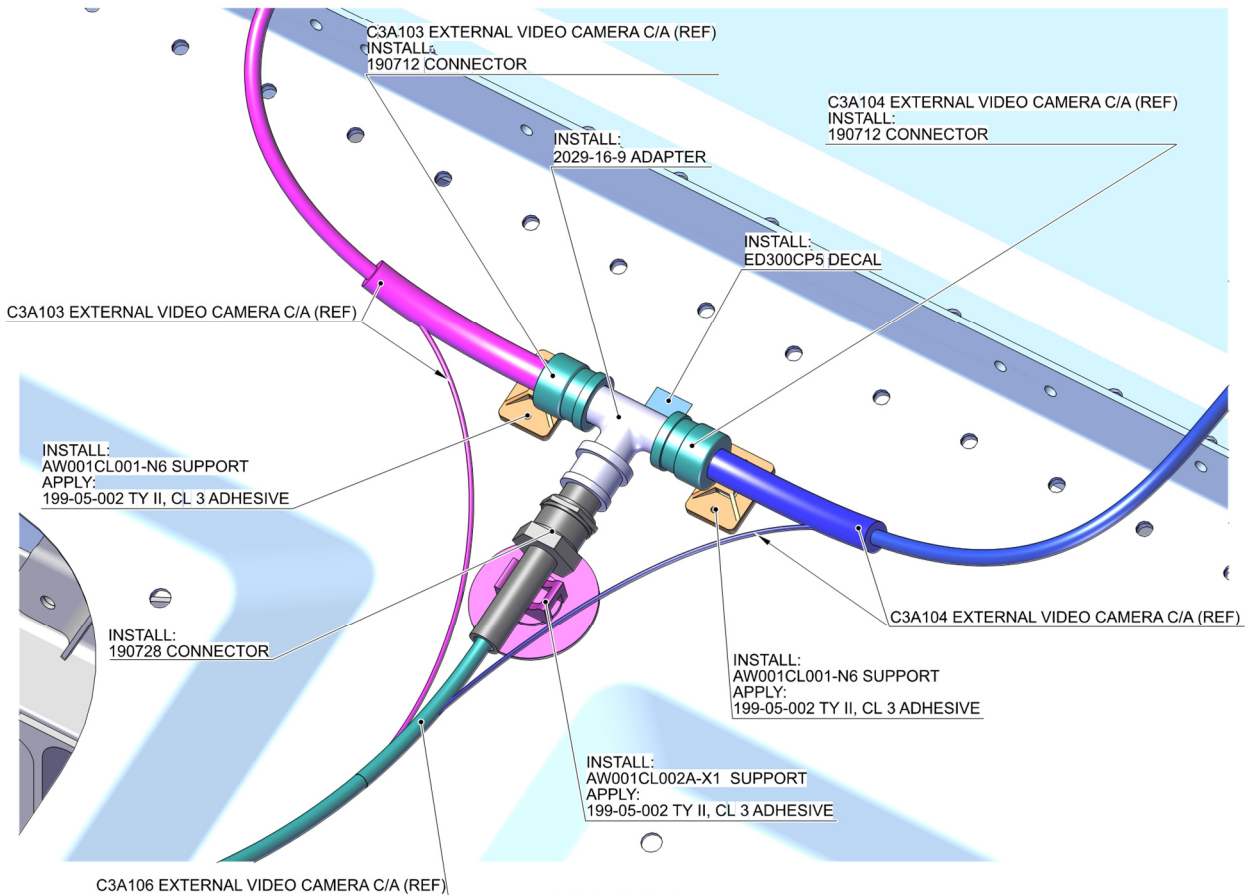 C3A103 EXTERNAL VIDEO CAMERA C/A (REF)
INSTALL:
190712 CONNECTOR
C3A104 EXTERNAL VIDEO CAMERA C/A (REF)
INSTALL:
190712 CONNECTOR
INSTALL:
2029-16-9 ADAPTER
INSTALL:
ED300CP5 DECAL
C3A103 EXTERNAL VIDEO CAMERA C/A (REF)
INSTALL:
AW001CL001-N6 SUPPORT
APPLY:
199-05-002 TY II, CL 3 ADHESIVE
INSTALL:
190728 CONNECTOR
C3A104 EXTERNAL VIDEO CAMERA C/A (REF)
INSTALL:
AW001CL001-N6 SUPPORT
APPLY:
199-05-002 TY II, CL 3 ADHESIVE
INSTALL:
AW001CL002A-X1 SUPPORT
APPLY:
199-05-002 TY II, CL 3 ADHESIVE
C3A106 EXTERNAL VIDEO CAMERA C/A (REF)